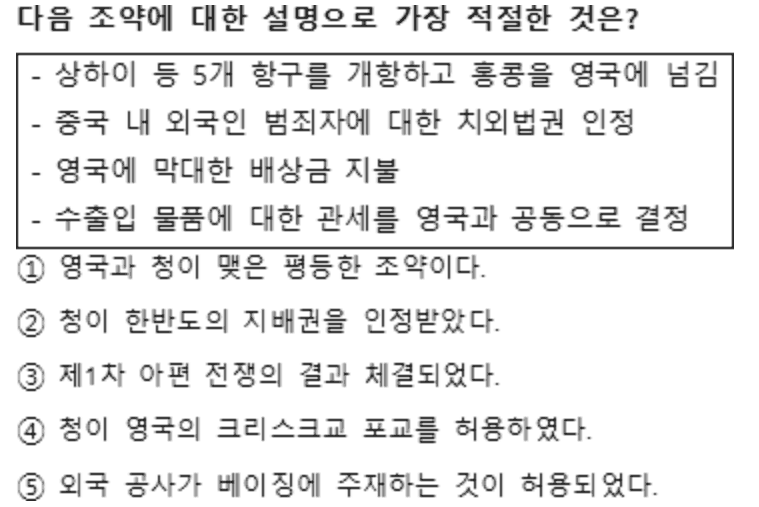 다음 조약에 대한 설명으로 가장 적절한 것은?
- 상하이 등 5개 항구를 개항하고 홍콩을 영국에 넘김
- 중국 내 외국인 범죄자에 대한 치외법권 인정
- 영국에 막대한 배상금 지불
- 수출입 물품에 대한 관세를 영국과 공동으로 결정
① 영국과 청이 맺은 평등한 조약이다.
② 청이 한반도의 지배권을 인정받았다.
③ 제1차 아편 전쟁의 결과 체결되었다.
④ 청이 영국의 크리스크교 포교를 허용하였다.
⑤ 외국 공사가 베이징에 주재하는 것이 허용되었다.